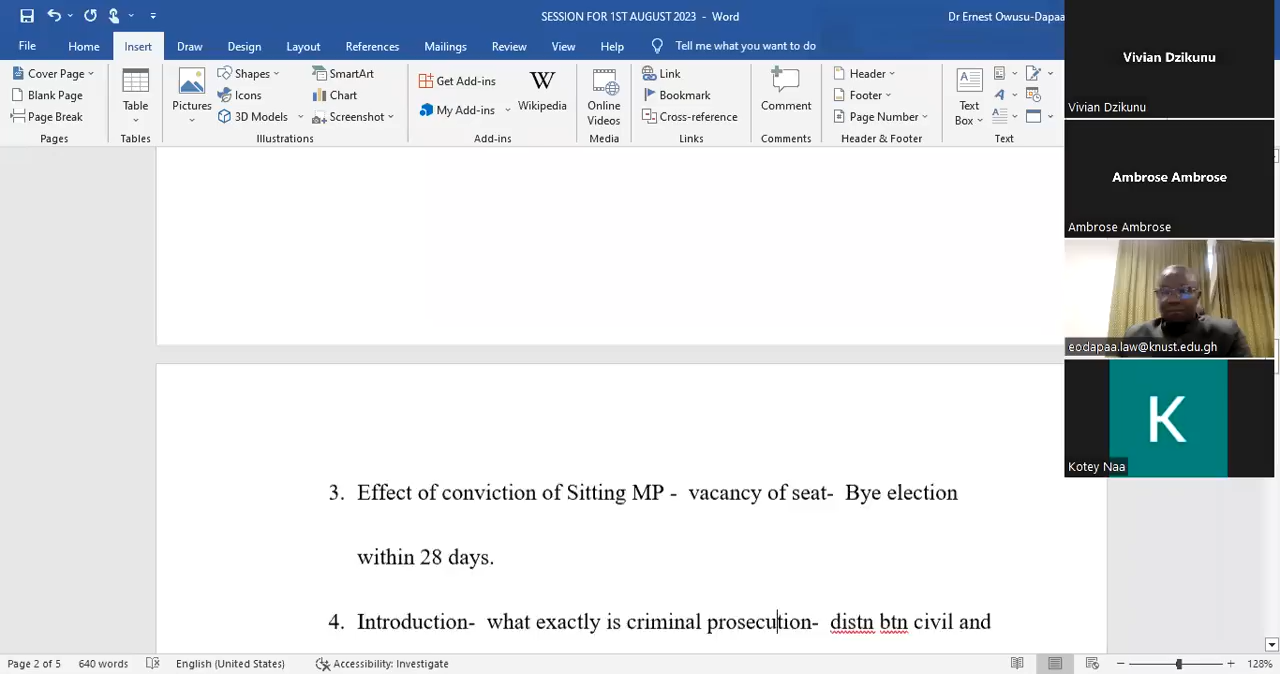 SESSION FOR 1ST AUGUST 2023 - Word
Dr Ernest Owusu-Dapaa
File Home Insert Draw Design Layout References Mailings Review View Help Tell me what you want to do
Cover Page
Blank Page
Page Break
Pages
Table
Tables
Pictures
Shapes
Icons
3D Models
SmartArt
Chart
Screenshot
Illustrations
Get Add-ins
My Add-ins
W
Wikipedia
Add-ins
Online
Videos
Media
Link
Bookmark
Cross-reference
Links
Comment
Comments
Header
Footer
Page Number
Header & Footer
Text
Box
Text
Vivian Dzikunu
Vivian Dzikunu
Ambrose Ambrose
Ambrose Ambrose
eodapaa.law@knust.edu.gh
K
Kotey Naa
3. Effect of conviction of Sitting MP - vacancy of seat- Bye election
within 28 days.
4. Introduction- what exactly is criminal prosecution- distn btn civil and
Page 2 of 5 640 words English (United States) Accessibility: Investigate 128%